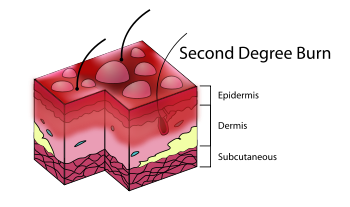 Second Degree Burn
Epidermis
Dermis
Subcutaneous